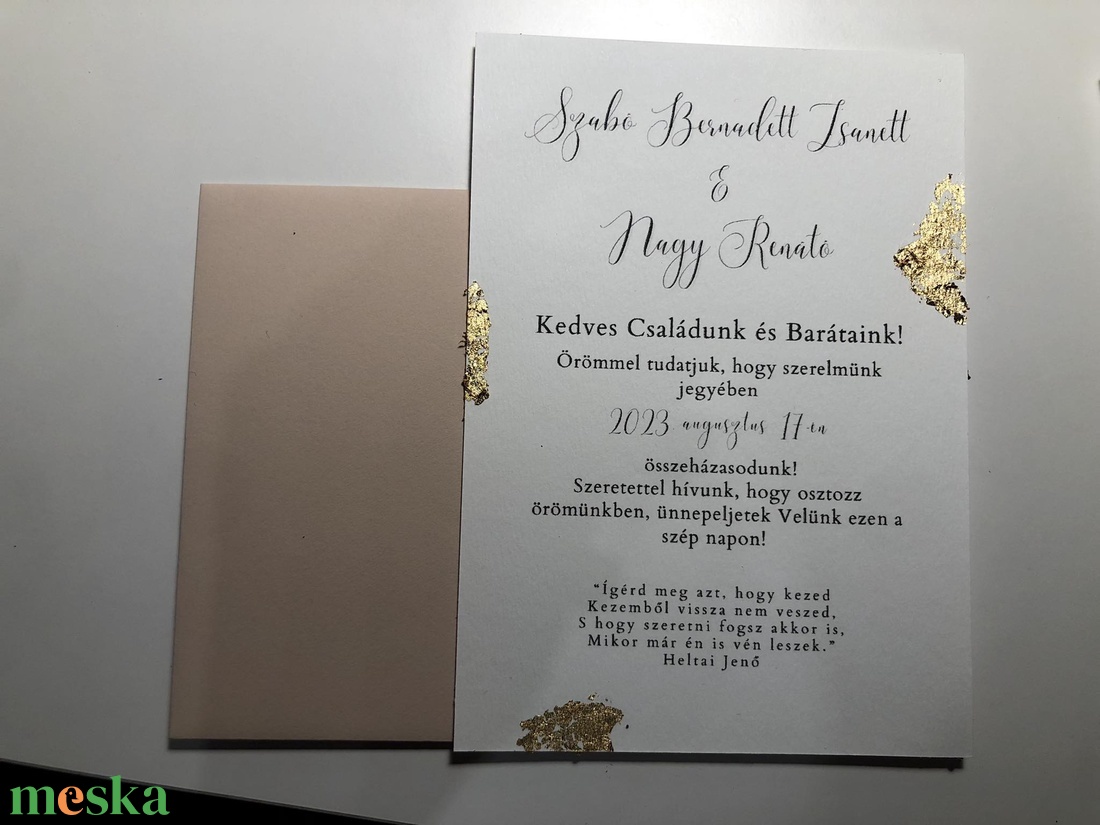 Szabó Bernadett Zsanett
&
Nagy Renató
Kedves Családunk és Barátaink!
Örömmel tudatjuk, hogy szerelmünk
jegyében
2023 augusztus 17-én
összeházasodunk!
Szeretettel hívunk, hogy osztozz
örömünkben, ünnepeljetek Velünk ezen a
szép napon!
“Ígérd meg azt, hogy kezed
Kezemből vissza nem veszed,
S hogy szeretni fogsz akkor is,
Mikor már én is vén leszek.”
Heltai Jenő
meska